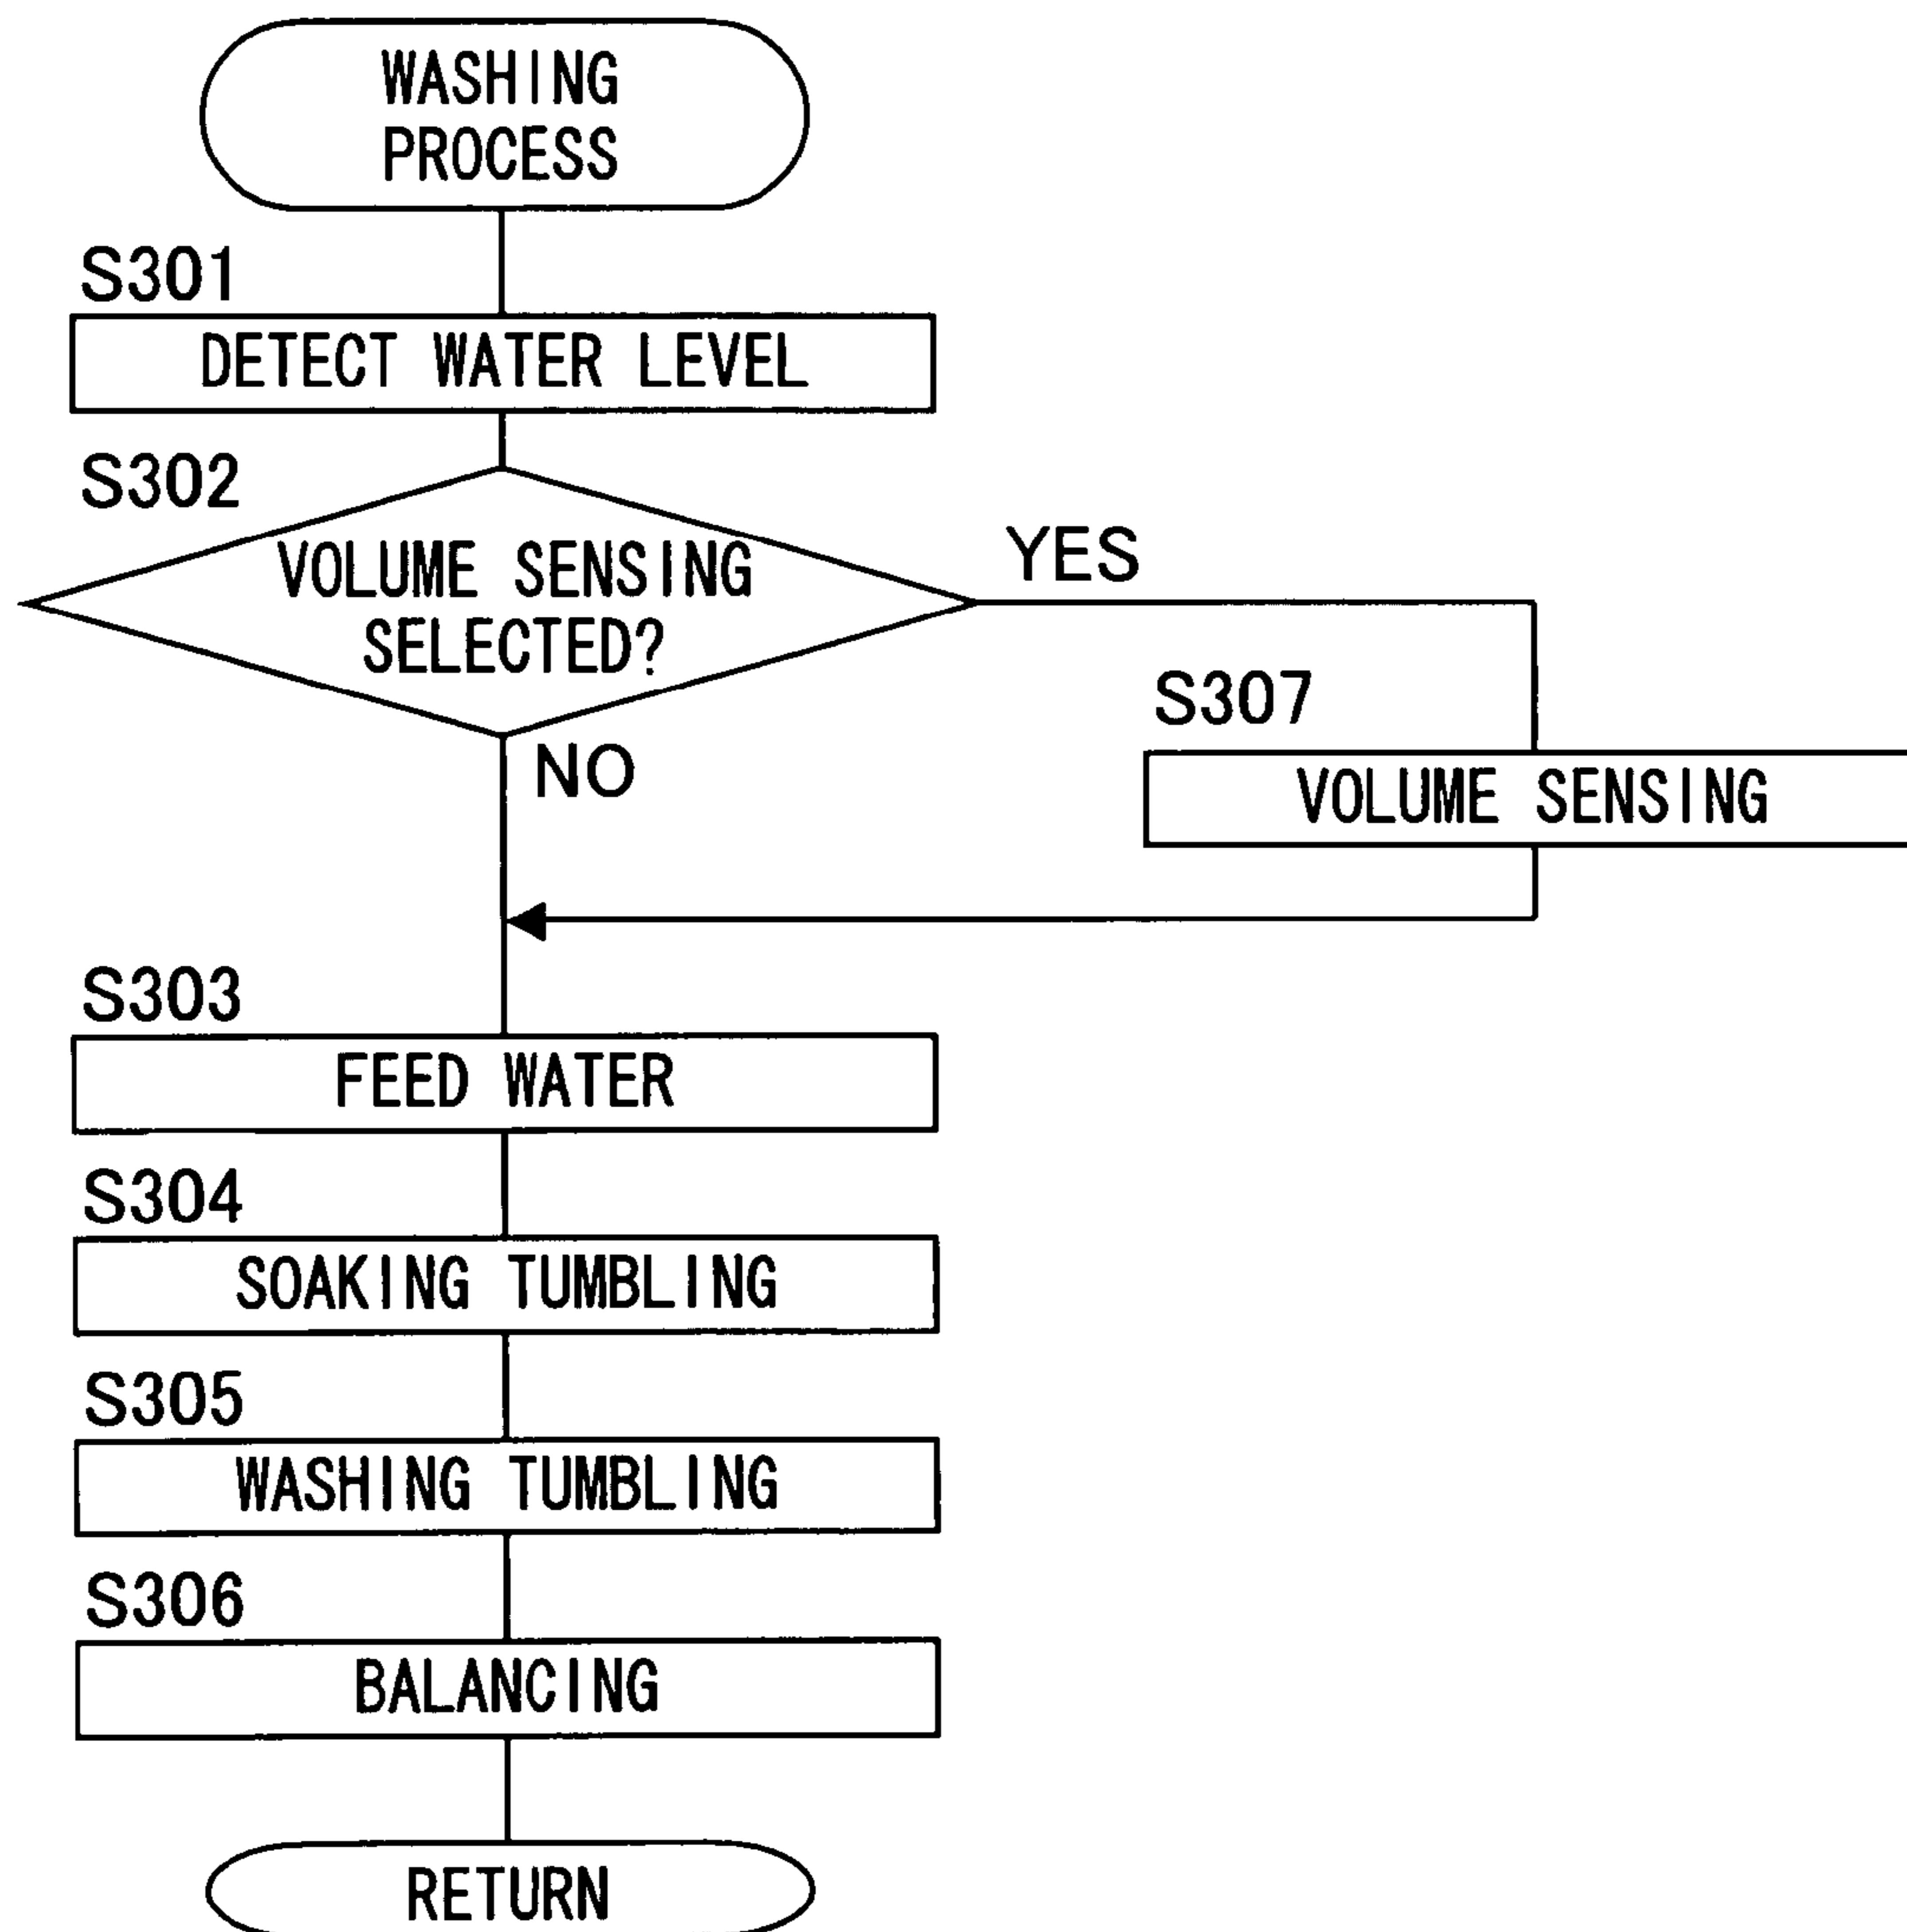 WASHING
PROCESS
S301
DETECT WATER LEVEL
S302
VOLUME SENSING
SELECTED?
YES
NO
S307
VOLUME SENSING
S303
FEED WATER
S304
SOAKING TUMBLING
S305
WASHING TUMBLING
S306
BALANCING
RETURN